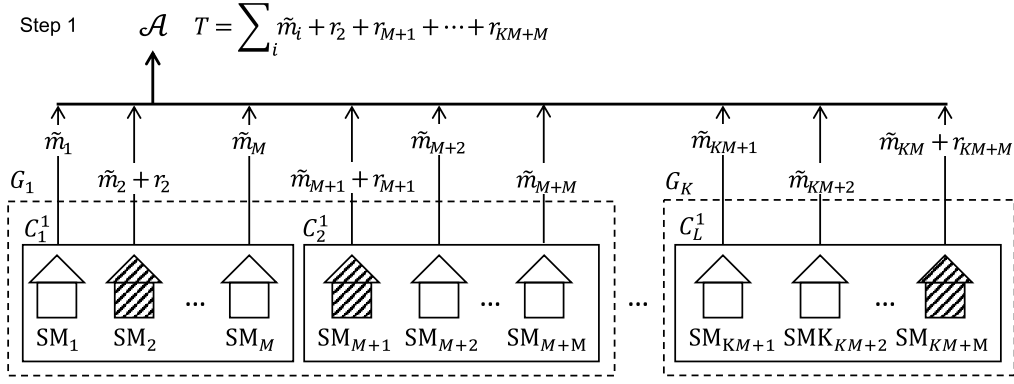 Step 1 𝒜 T = ∑ᵢ m̃ᵢ + r₂ + r_{M+1} + ⋯ + r_{KM+M}
m̃₁ m̃_M m̃_{M+2} m̃_{KM+1} m̃_{KM} + r_{KM+M}
G₁ m̃₂ + r₂ m̃_{M+1} + r_{M+1} m̃_{M+M} G_K m̃_{KM+2}
C₁¹ C₂¹ C_L¹
... ... ... ...
SM₁ SM₂ SM_M SM_{M+1} SM_{M+2} SM_{M+M} SM_{KM+1} SMK_{KM+2} SM_{KM+M}